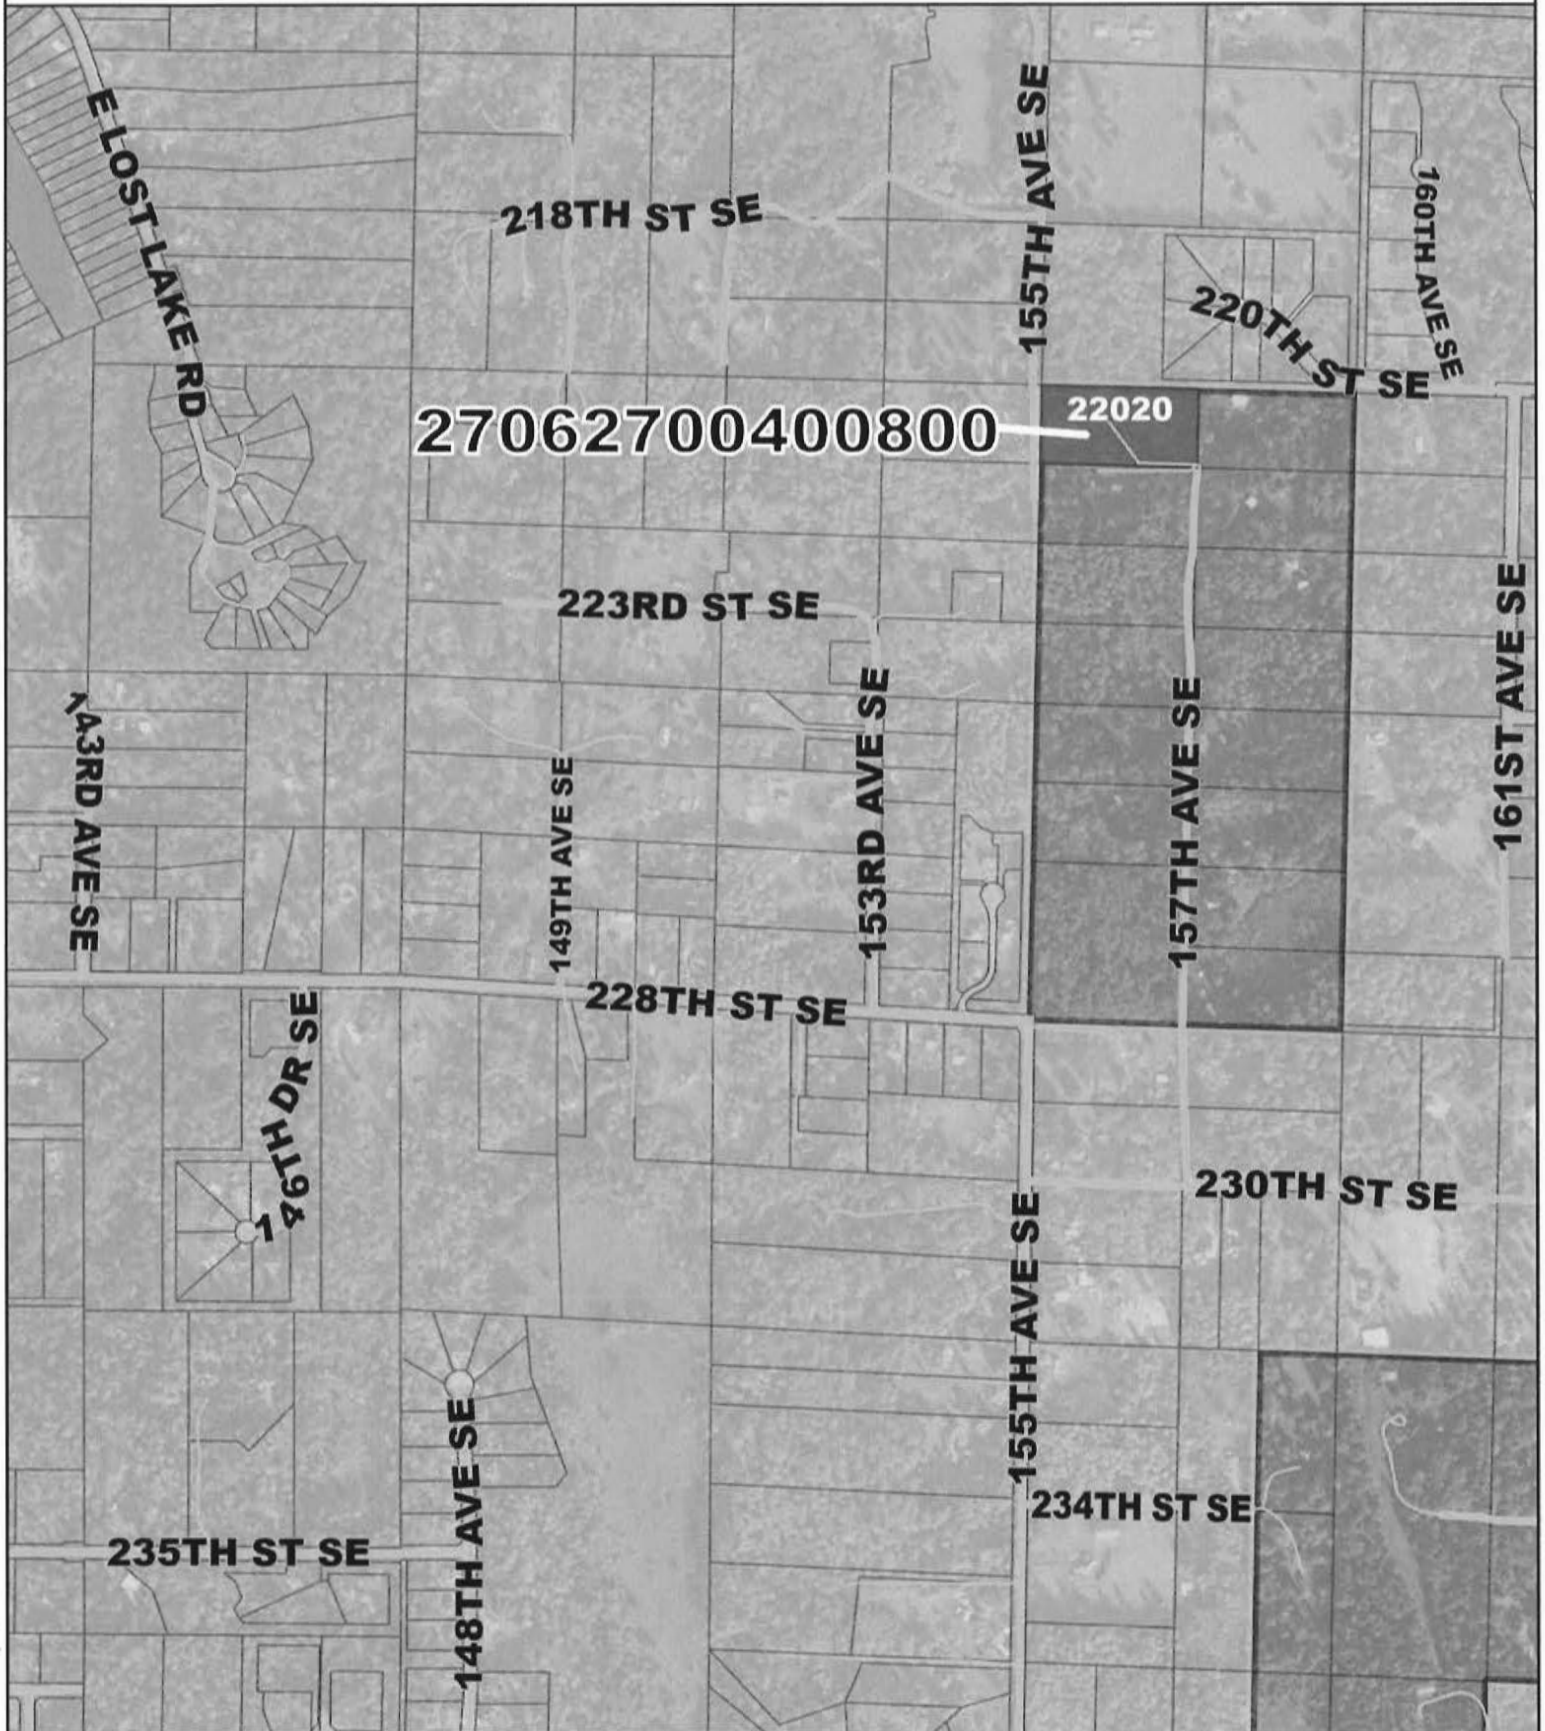 E LOST LAKE RD
155TH AVE SE
160TH AVE SE
218TH ST SE
220TH ST SE
22020
27062700400800
223RD ST SE
161ST AVE SE
143RD AVE SE
153RD AVE SE
157TH AVE SE
149TH AVE SE
228TH ST SE
146TH DR SE
230TH ST SE
155TH AVE SE
148TH AVE SE
234TH ST SE
235TH ST SE